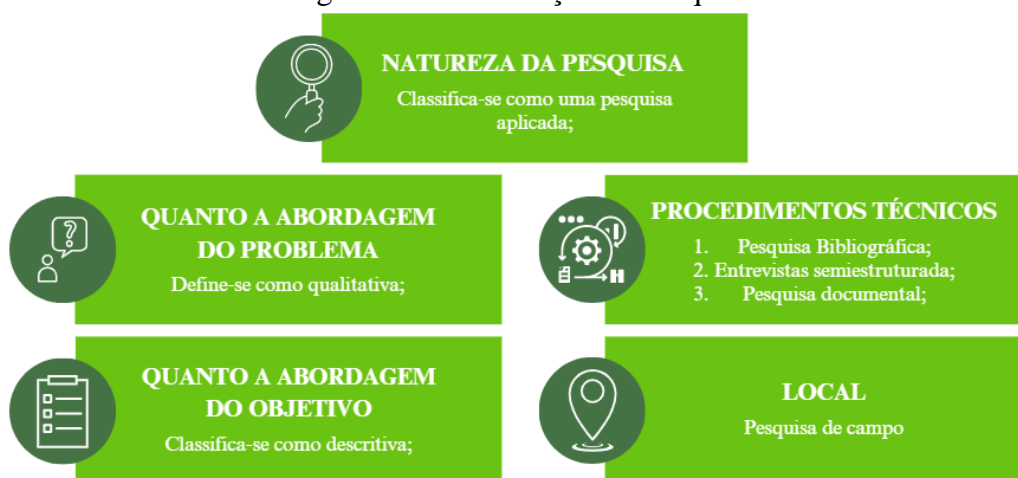 NATUREZA DA PESQUISA
Classifica-se como uma pesquisa
aplicada;
QUANTO A ABORDAGEM
DO PROBLEMA
Define-se como qualitativa;
PROCEDIMENTOS TÉCNICOS
1. Pesquisa Bibliográfica;
2. Entrevistas semiestruturada;
3. Pesquisa documental;
QUANTO A ABORDAGEM
DO OBJETIVO
Classifica-se como descritiva;
LOCAL
Pesquisa de campo